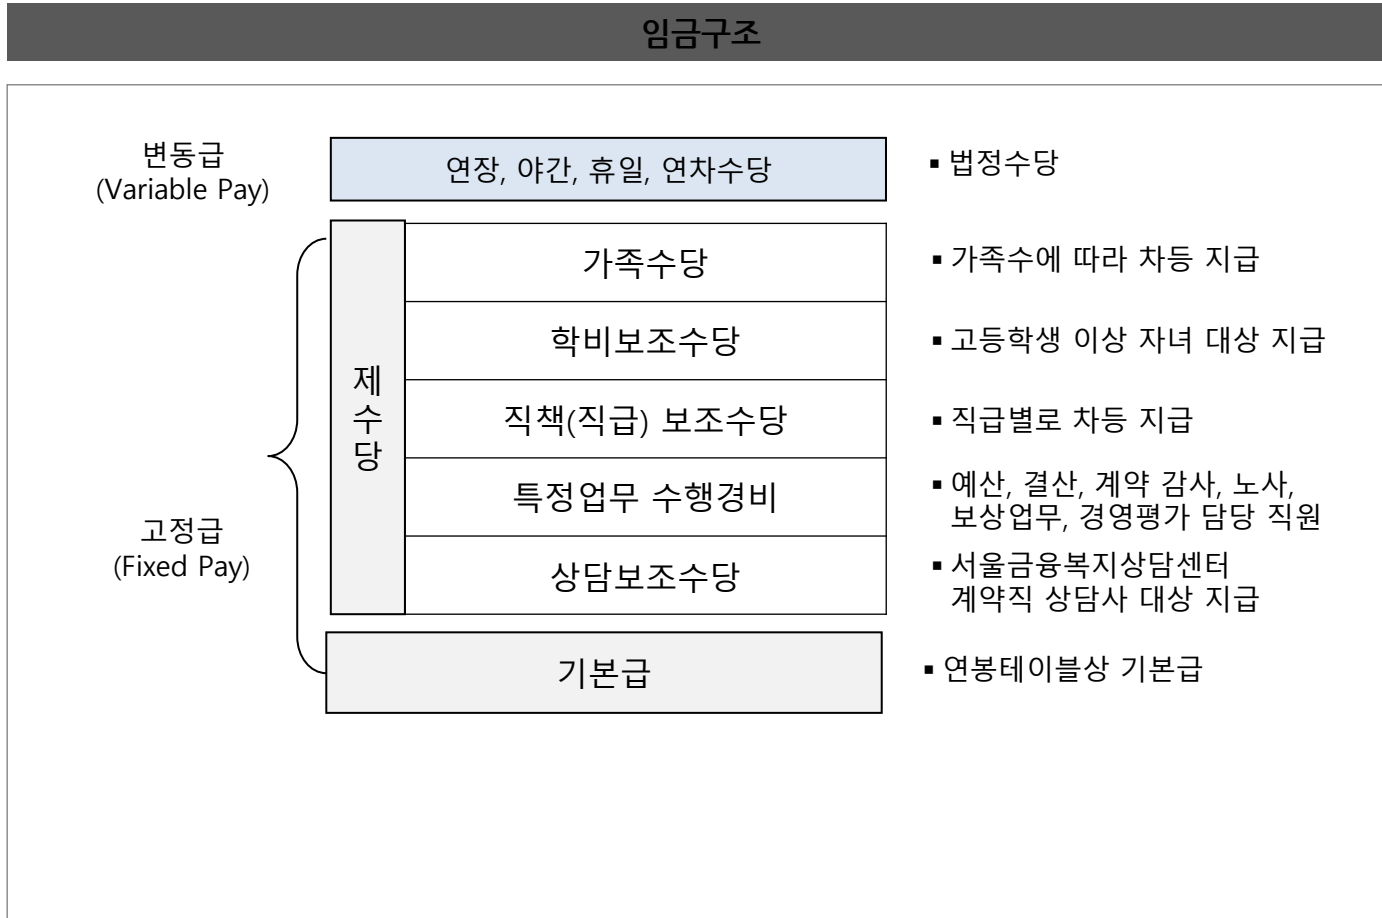 임금구조
변동급
(Variable Pay)
연장, 야간, 휴일, 연차수당
▪ 법정수당
제
수
당
가족수당
▪ 가족수에 따라 차등 지급
학비보조수당
▪ 고등학생 이상 자녀 대상 지급
직책(직급) 보조수당
▪ 직급별로 차등 지급
특정업무 수행경비
▪ 예산, 결산, 계약 감사, 노사,
보상업무, 경영평가 담당 직원
고정급
(Fixed Pay)
상담보조수당
▪ 서울금융복지상담센터
계약직 상담사 대상 지급
기본급
▪ 연봉테이블상 기본급